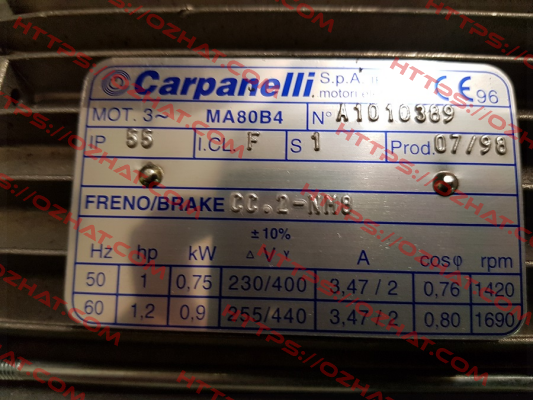 Carpanelli S.p.A.
CE 96
MOT. 3~ MA80B4 N° A1010369
IP 55 I.CL. F S 1 Prod. 07/98
FRENO/BRAKE CC.2-NM8
± 10%
Hz hp kW Δ V Y A cosφ rpm
50 1 0,75 230/400 3,47 / 2 0,76 1420
60 1,2 0,9 255/440 3,47 / 2 0,80 1690
HTTPS://OZHAT.COM